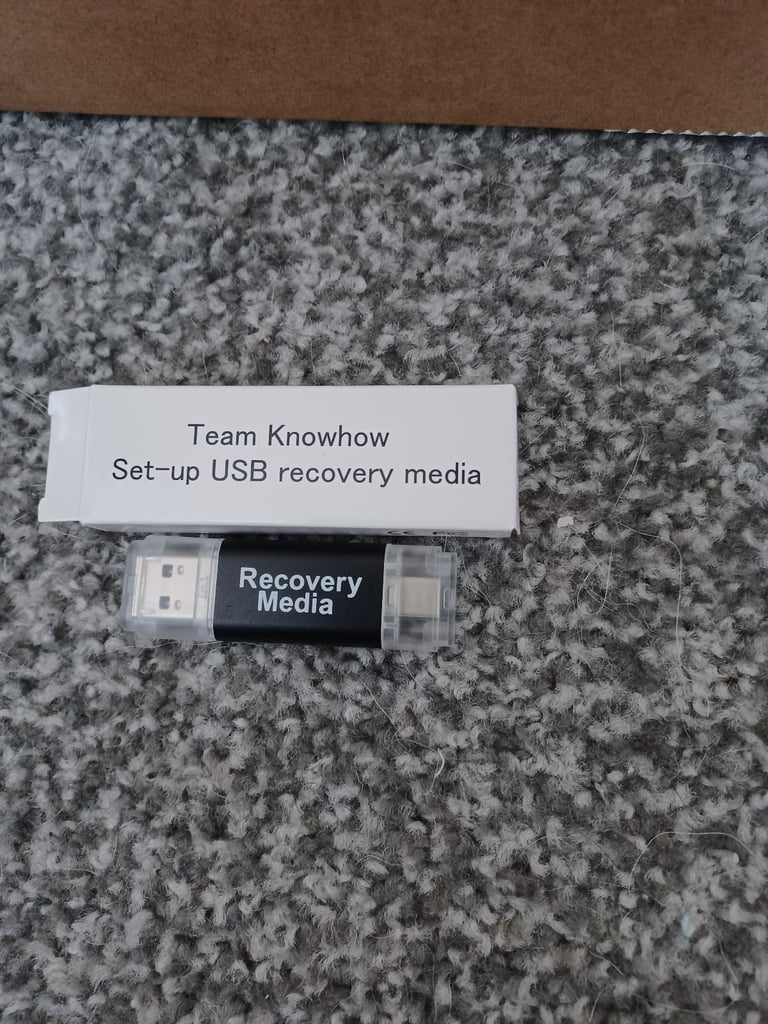 Team Knowhow
Set-up USB recovery media
Recovery
Media